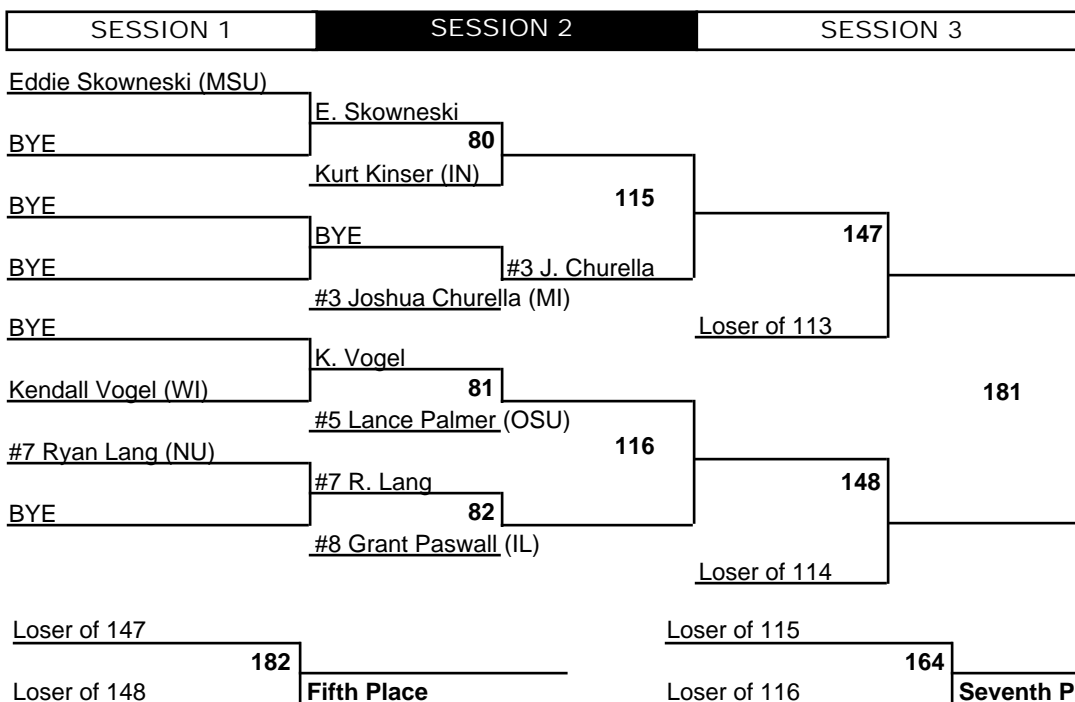 SESSION 1 SESSION 2 SESSION 3
Eddie Skowneski (MSU)
E. Skowneski
BYE
80
Kurt Kinser (IN)
BYE
115
BYE
147
BYE
#3 J. Churella
#3 Joshua Churella (MI)
BYE
Loser of 113
K. Vogel
Kendall Vogel (WI)
81
181
#5 Lance Palmer (OSU)
#7 Ryan Lang (NU)
116
#7 R. Lang
148
BYE
82
#8 Grant Paswall (IL)
Loser of 114
Loser of 147
Loser of 115
182
164
Loser of 148
Fifth Place
Loser of 116
Seventh P